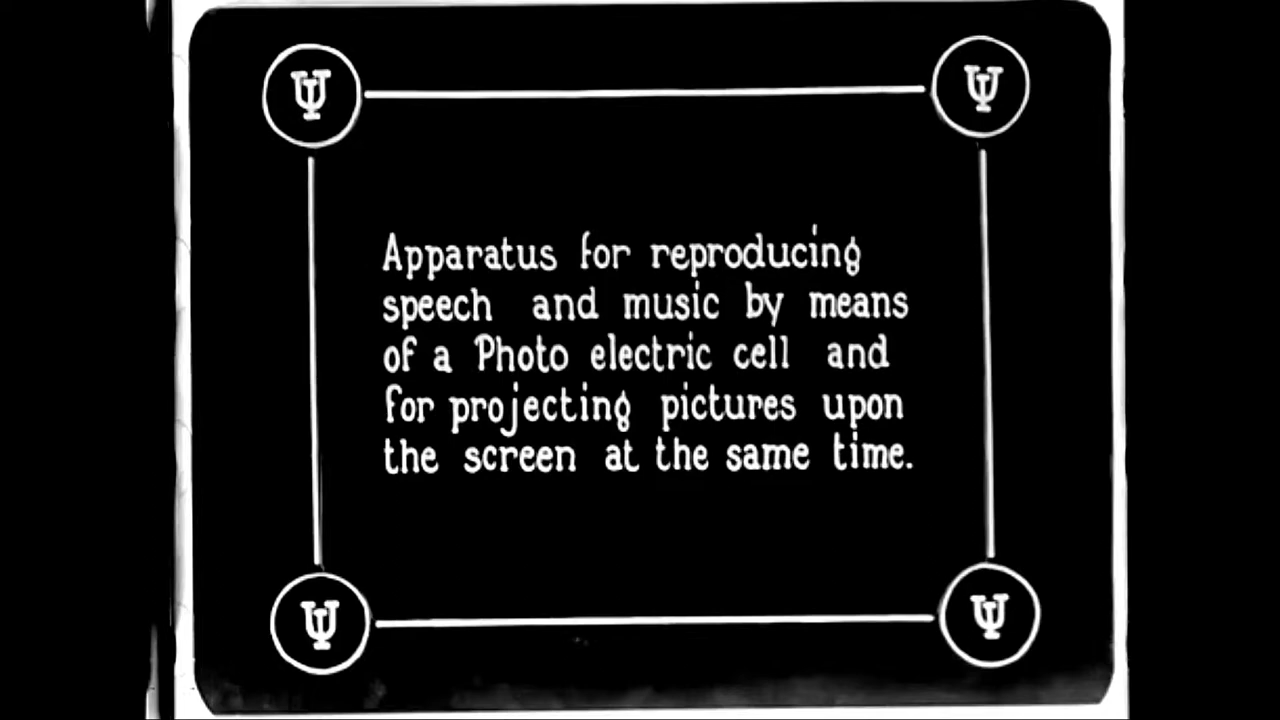 Apparatus for reproducing
speech and music by means
of a Photo electric cell and
for projecting pictures upon
the screen at the same time.